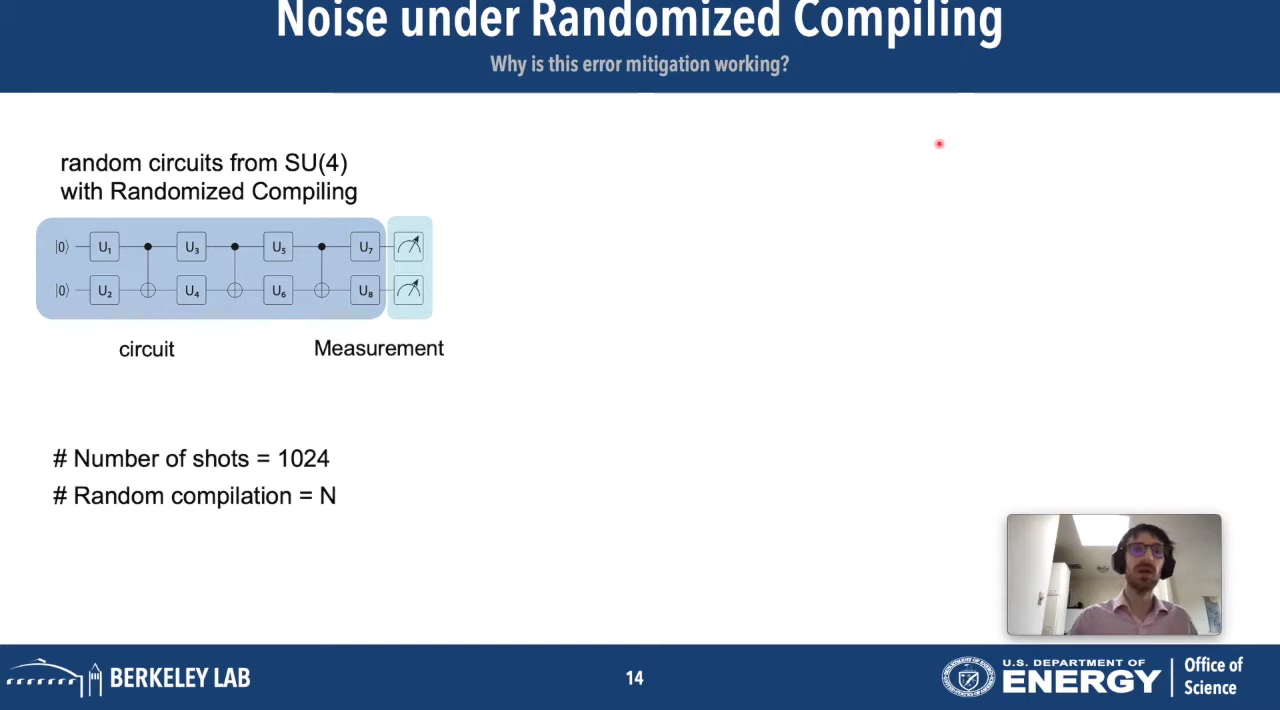 Noise under Randomized Compiling
Why is this error mitigation working?
random circuits from SU(4)
with Randomized Compiling
|0⟩ U₁ U₃ U₅ U₇
|0⟩ U₂ U₄ U₆ U₈
circuit Measurement
# Number of shots = 1024
# Random compilation = N
BERKELEY LAB
14
U.S. DEPARTMENT OF
ENERGY
Office of
Science